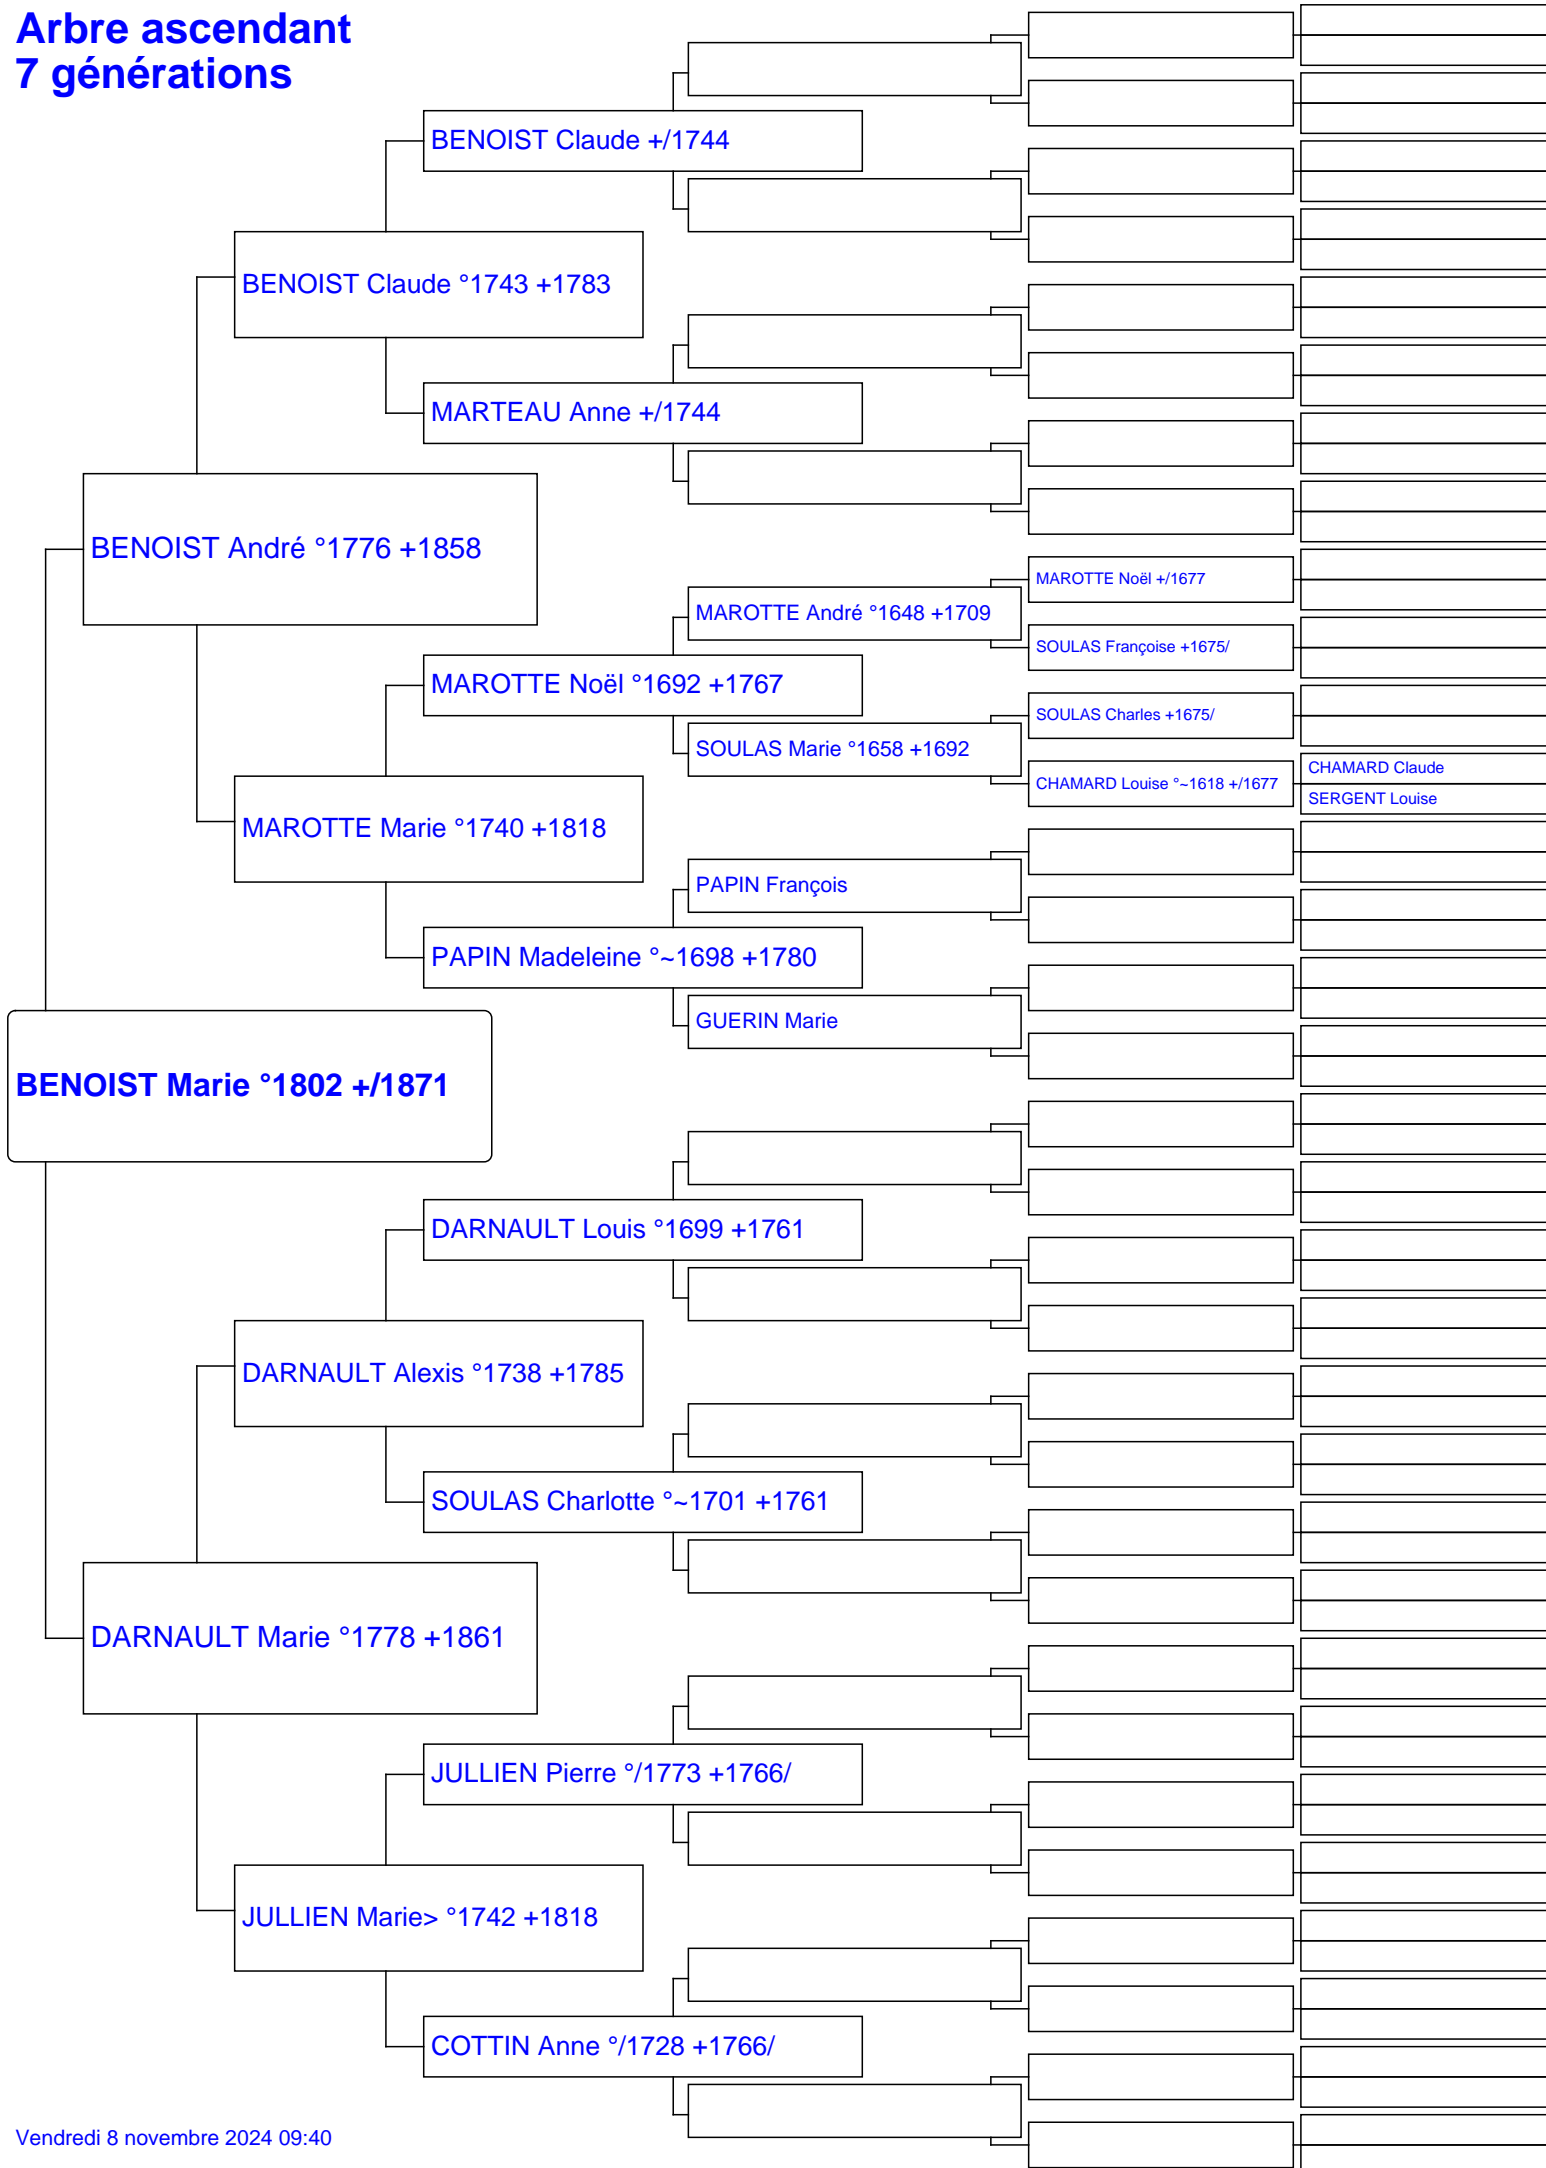 Arbre ascendant
7 générations
BENOIST Claude +/1744
BENOIST Claude °1743 +1783
MARTEAU Anne +/1744
BENOIST André °1776 +1858
MAROTTE Noël +/1677
MAROTTE André °1648 +1709
SOULAS Françoise +1675/
MAROTTE Noël °1692 +1767
SOULAS Charles +1675/
SOULAS Marie °1658 +1692
CHAMARD Claude
CHAMARD Louise °~1618 +/1677
SERGENT Louise
MAROTTE Marie °1740 +1818
PAPIN François
PAPIN Madeleine °~1698 +1780
GUERIN Marie
BENOIST Marie °1802 +/1871
DARNAULT Louis °1699 +1761
DARNAULT Alexis °1738 +1785
SOULAS Charlotte °~1701 +1761
DARNAULT Marie °1778 +1861
JULLIEN Pierre °/1773 +1766/
JULLIEN Marie> °1742 +1818
COTTIN Anne °/1728 +1766/
Vendredi 8 novembre 2024 09:40